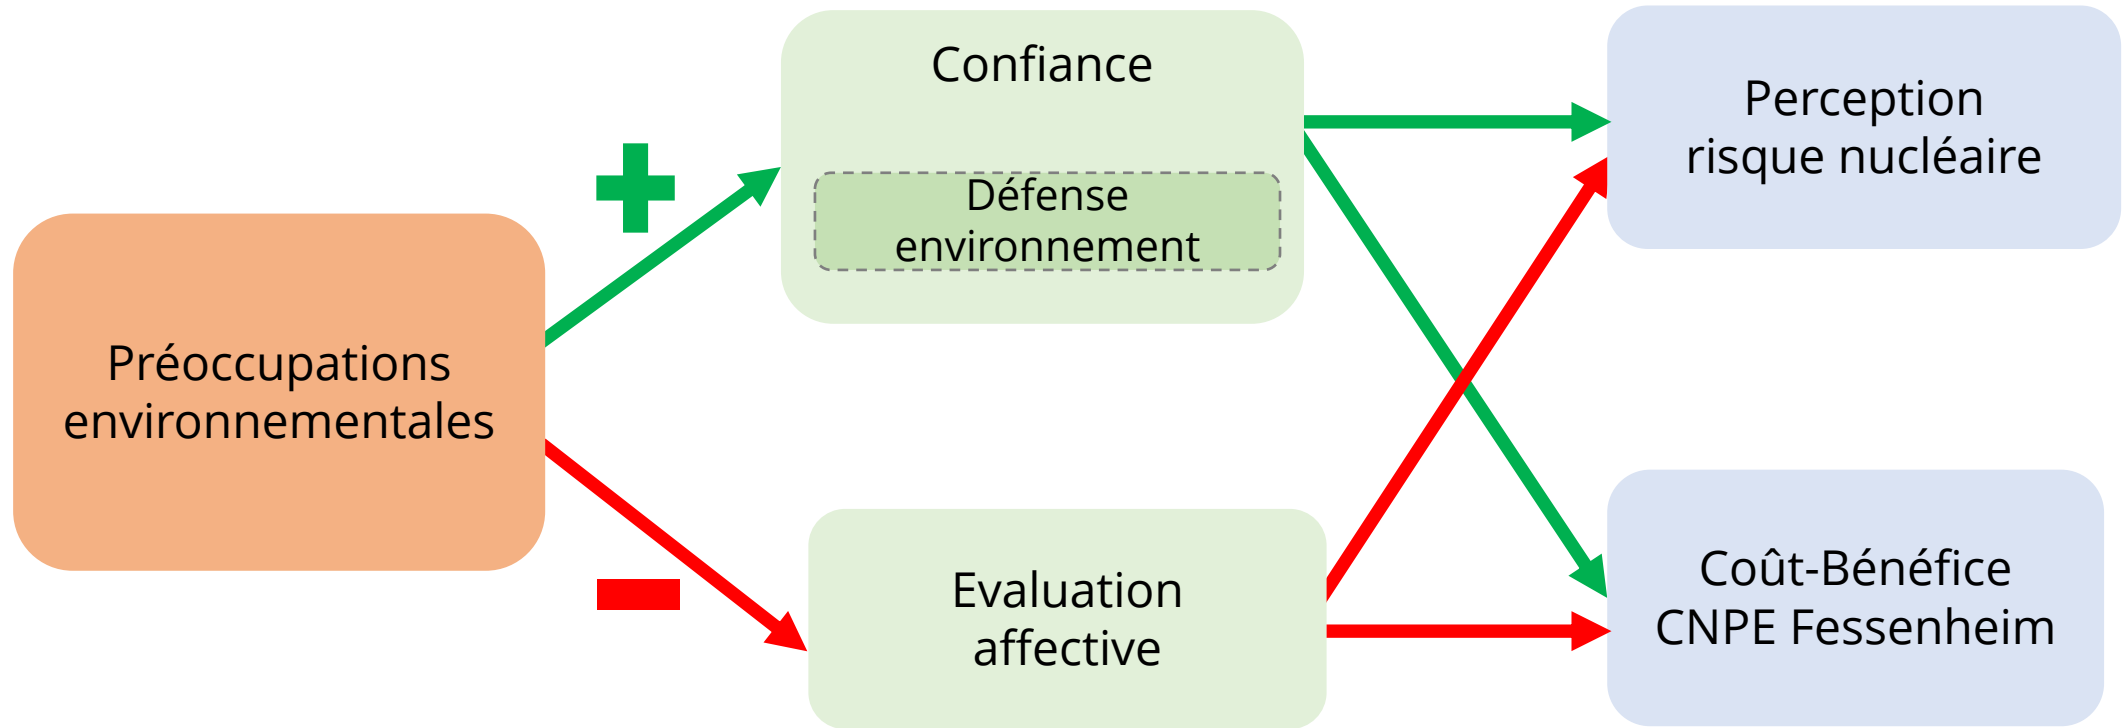 Confiance
Défense
environnement
Perception
risque nucléaire
Préoccupations
environnementales
Evaluation
affective
Coût-Bénéfice
CNPE Fessenheim